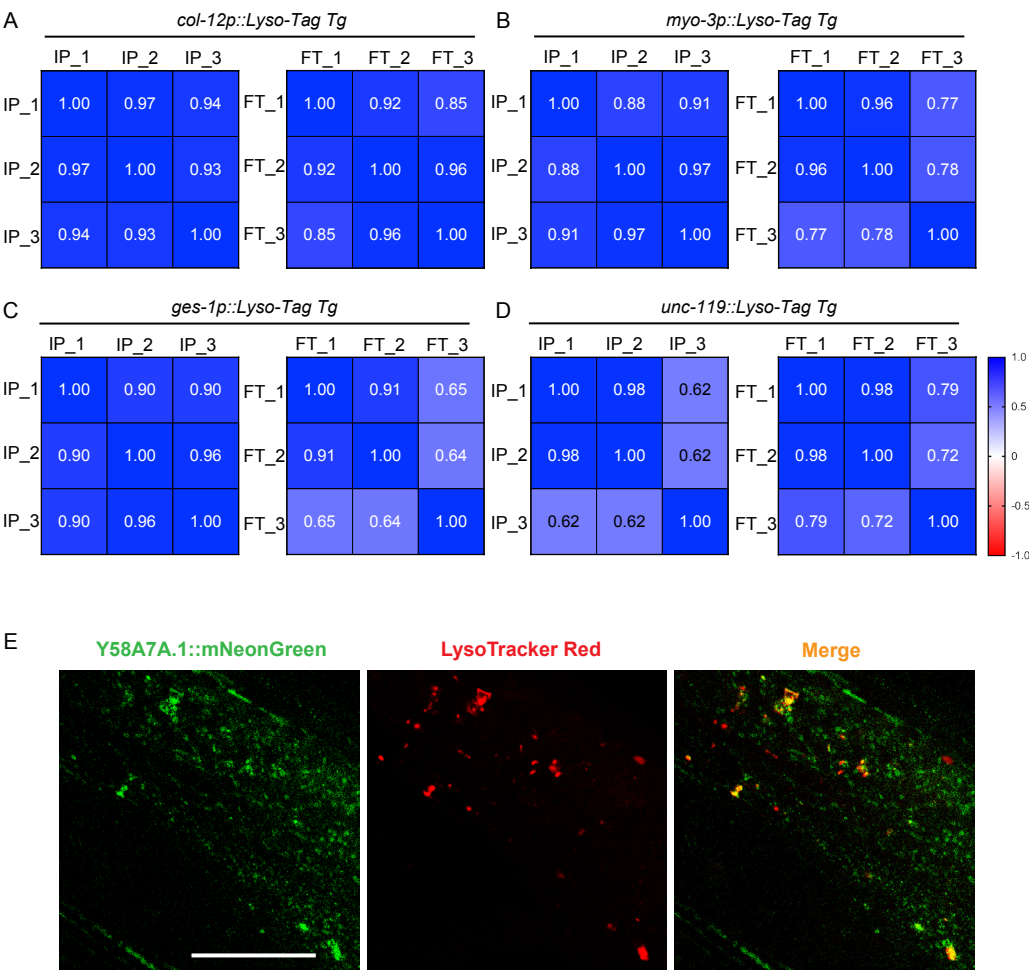 A col-12p::Lyso-Tag Tg
IP_1 IP_2 IP_3 FT_1 FT_2 FT_3
IP_1 1.00 0.97 0.94 FT_1 1.00 0.92 0.85
IP_2 0.97 1.00 0.93 FT_2 0.92 1.00 0.96
IP_3 0.94 0.93 1.00 FT_3 0.85 0.96 1.00
B myo-3p::Lyso-Tag Tg
IP_1 IP_2 IP_3 FT_1 FT_2 FT_3
IP_1 1.00 0.88 0.91 FT_1 1.00 0.96 0.77
IP_2 0.88 1.00 0.97 FT_2 0.96 1.00 0.78
IP_3 0.91 0.97 1.00 FT_3 0.77 0.78 1.00
C ges-1p::Lyso-Tag Tg
IP_1 IP_2 IP_3 FT_1 FT_2 FT_3
IP_1 1.00 0.90 0.90 FT_1 1.00 0.91 0.65
IP_2 0.90 1.00 0.96 FT_2 0.91 1.00 0.64
IP_3 0.90 0.96 1.00 FT_3 0.65 0.64 1.00
D unc-119::Lyso-Tag Tg
IP_1 IP_2 IP_3 FT_1 FT_2 FT_3
IP_1 1.00 0.98 0.62 FT_1 1.00 0.98 0.79
IP_2 0.98 1.00 0.62 FT_2 0.98 1.00 0.72
IP_3 0.62 0.62 1.00 FT_3 0.79 0.72 1.00
1.0
0.5
0
-0.5
-1.0
E Y58A7A.1::mNeonGreen LysoTracker Red Merge